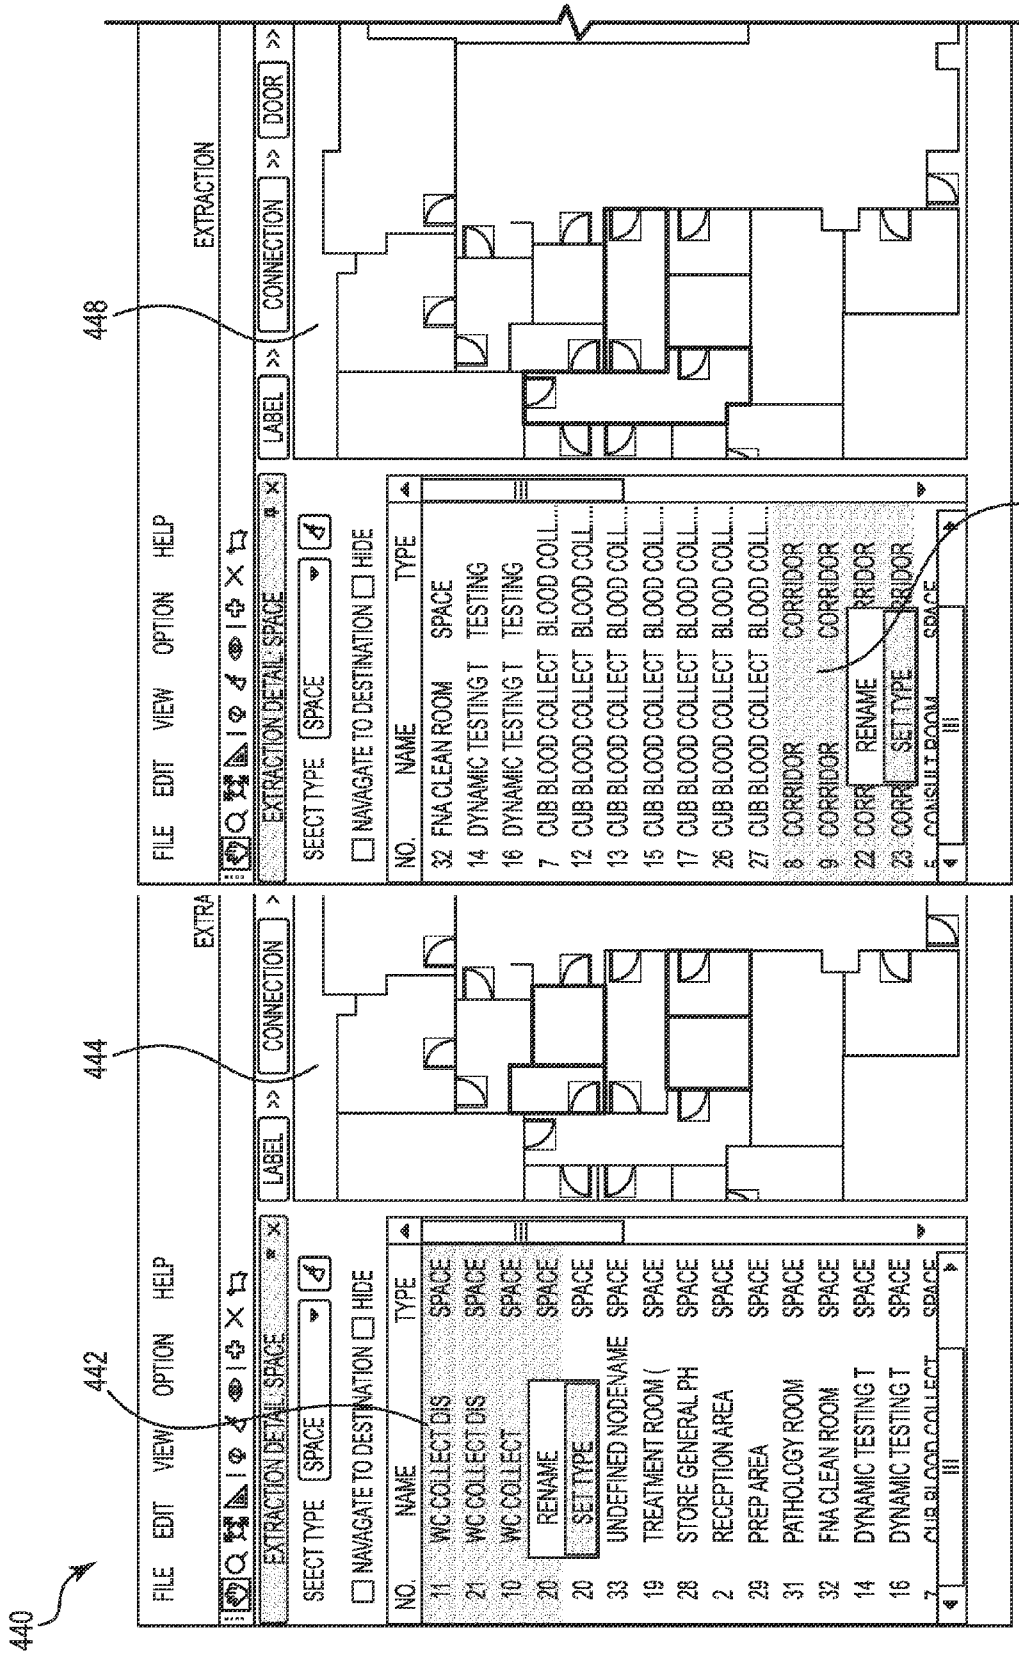 440
442
444
FILE EDIT VIEW OPTION HELP
EXTRA
EXTRACTION DETAIL: SPACE
LABEL >> CONNECTION >
SEECT TYPE SPACE
NAVAGATE TO DESTINATION HIDE
NO. NAME TYPE
11 WC COLLECT DIS SPACE
21 WC COLLECT DIS SPACE
10 WC COLLECT SPACE
20 RENAME SPACE
20 SET TYPE SPACE
33 UNDEFINED NODENAME SPACE
19 TREATMENT ROOM ( SPACE
28 STORE GENERAL PH SPACE
2 RECEPTION AREA SPACE
29 PREP AREA SPACE
31 PATHOLOGY ROOM SPACE
32 FNA CLEAN ROOM SPACE
14 DYNAMIC TESTING T SPACE
16 DYNAMIC TESTING T SPACE
7 CUB BLOOD COLLECT SPACE
448
FILE EDIT VIEW OPTION HELP
EXTRACTION
EXTRACTION DETAIL: SPACE
LABEL >> CONNECTION >> DOOR >>
SEECT TYPE SPACE
NAVAGATE TO DESTINATION HIDE
NO. NAME TYPE
32 FNA CLEAN ROOM SPACE
14 DYNAMIC TESTING T TESTING
16 DYNAMIC TESTING T TESTING
7 CUB BLOOD COLLECT BLOOD COLL...
12 CUB BLOOD COLLECT BLOOD COLL...
13 CUB BLOOD COLLECT BLOOD COLL...
15 CUB BLOOD COLLECT BLOOD COLL...
17 CUB BLOOD COLLECT BLOOD COLL...
26 CUB BLOOD COLLECT BLOOD COLL...
27 CUB BLOOD COLLECT BLOOD COLL...
8 CORRIDOR CORRIDOR
9 CORRIDOR CORRIDOR
22 CORR RENAME RRIDOR
23 CORR SET TYPE RRIDOR
5 CONSULT ROOM SPACE